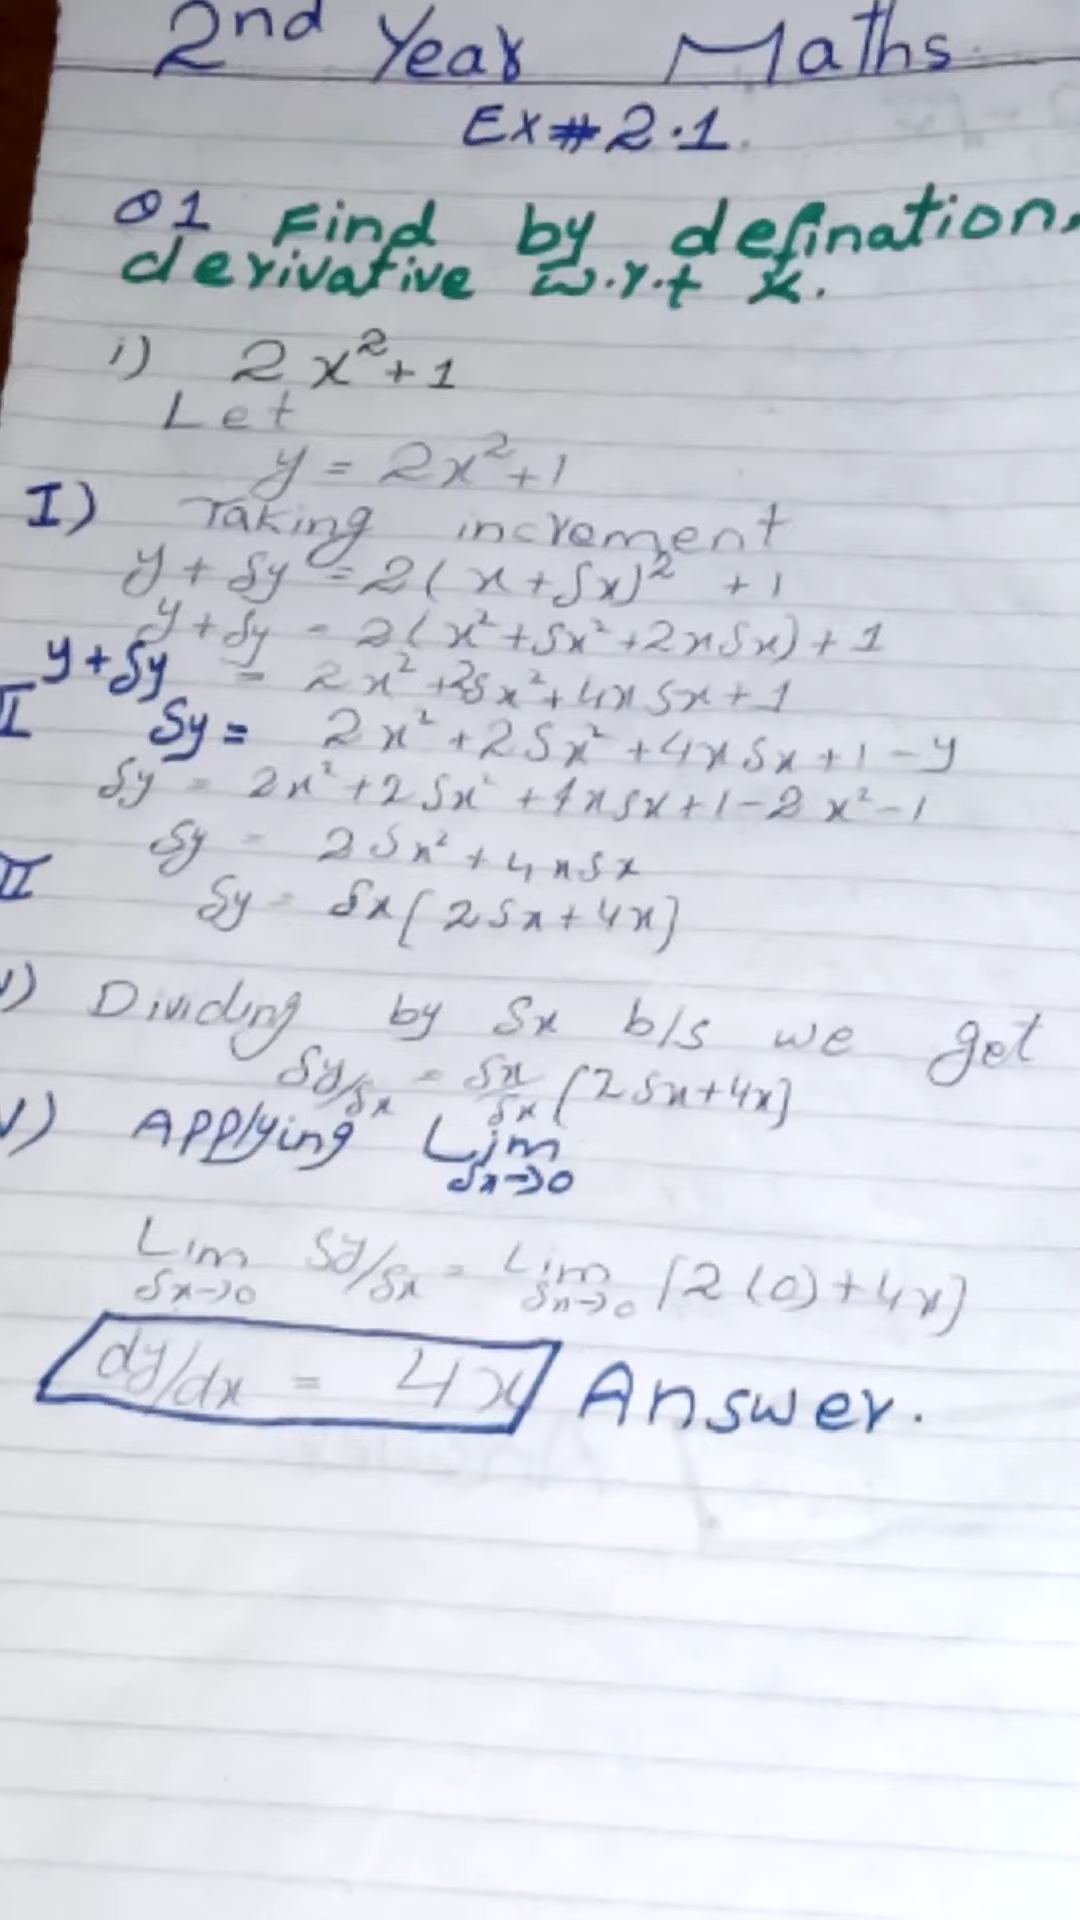 2nd Year Maths
Ex# 2.1.
Q1 Find by defination,
derivative w.r.t x.
i) 2x²+1
Let
y = 2x²+1
I) Taking increment
y + δy = 2(x+δx)² + 1
y + δy = 2(x²+δx²+2xδx)+1
y+δy = 2x²+2δx²+4xδx+1
II δy = 2x²+2δx²+4xδx+1-y
δy = 2x²+2δx²+4xδx+1-2x²-1
δy = 2δx²+4xδx
II δy = δx[2δx+4x]
) Dividing by δx b/s we get
δy/δx = δx/δx [2δx+4x]
V) Applying Lim δx→0
Lim δx→0 δy/δx = Lim δx→0 [2(0)+4x]
dy/dx = 4x Answer.